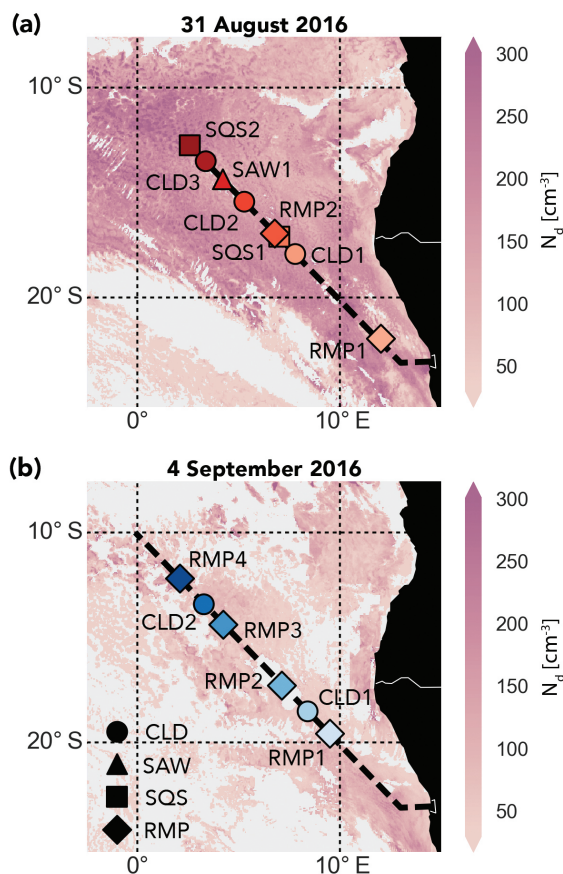 (a)
31 August 2016
10° S
20° S
0°
10° E
SQS2
CLD3
SAW1
CLD2
RMP2
SQS1
CLD1
RMP1
300
250
200
150
100
50
Nd [cm-3]
(b)
4 September 2016
10° S
20° S
0°
10° E
RMP4
CLD2
RMP3
RMP2
CLD1
RMP1
CLD
SAW
SQS
RMP
300
250
200
150
100
50
Nd [cm-3]